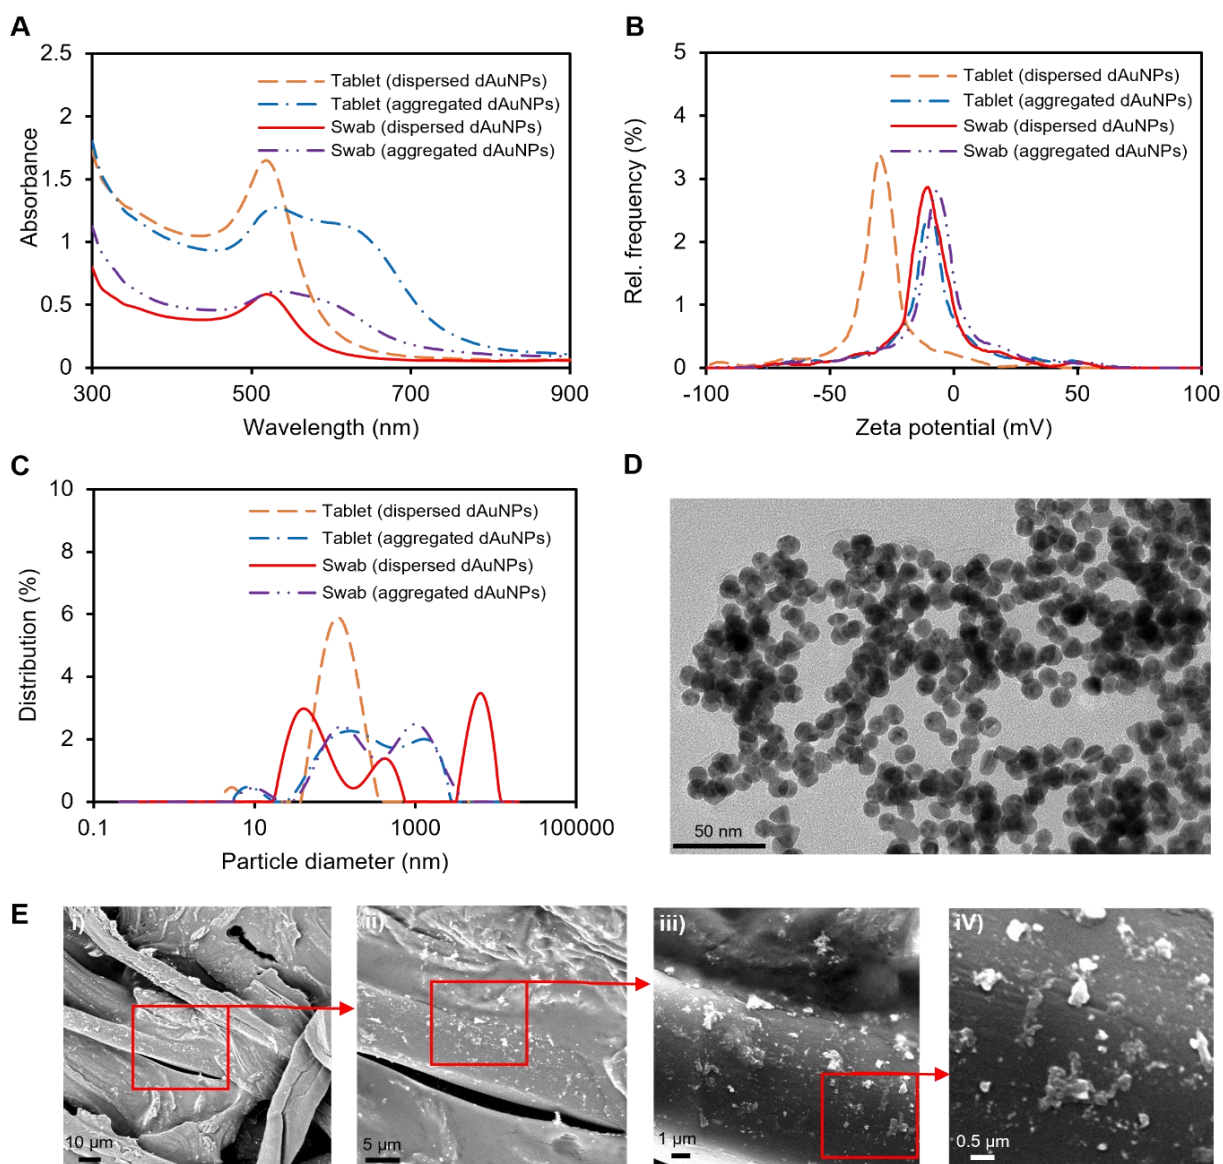 A
2.5
2
1.5
1
0.5
0
Absorbance
Tablet (dispersed dAuNPs)
Tablet (aggregated dAuNPs)
Swab (dispersed dAuNPs)
Swab (aggregated dAuNPs)
300
500
700
900
Wavelength (nm)
B
5
4
3
2
1
0
Rel. frequency (%)
Tablet (dispersed dAuNPs)
Tablet (aggregated dAuNPs)
Swab (dispersed dAuNPs)
Swab (aggregated dAuNPs)
-100
-50
0
50
100
Zeta potential (mV)
C
10
8
6
4
2
0
Distribution (%)
Tablet (dispersed dAuNPs)
Tablet (aggregated dAuNPs)
Swab (dispersed dAuNPs)
Swab (aggregated dAuNPs)
0.1
10
1000
100000
Particle diameter (nm)
D
50 nm
E
i)
10 µm
ii)
5 µm
iii)
1 µm
iV)
0.5 µm